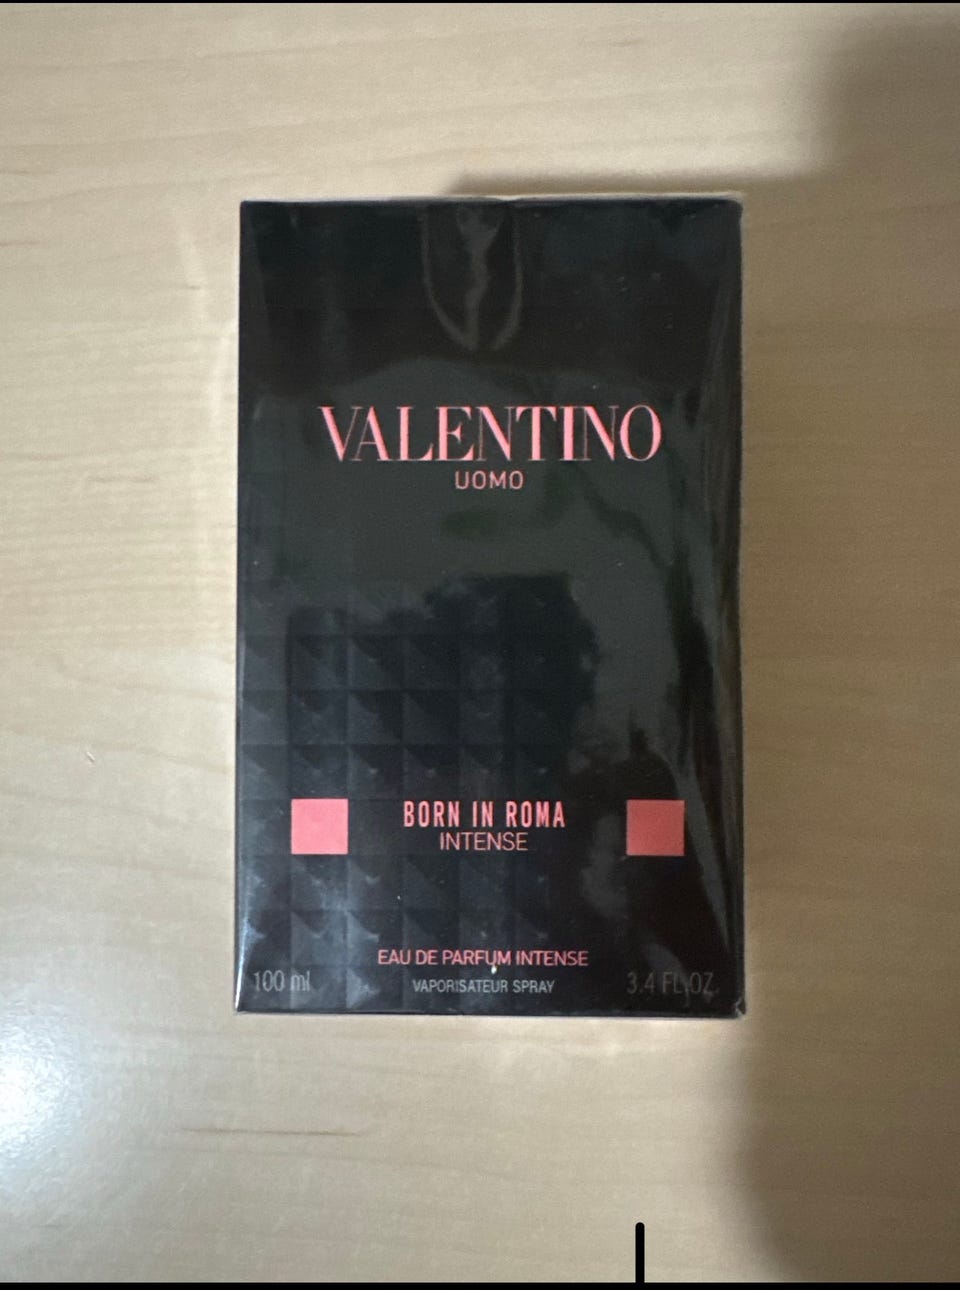 VALENTINO
UOMO
BORN IN ROMA
INTENSE
EAU DE PARFUM INTENSE
100 ml VAPORISATEUR SPRAY 3.4 FL.OZ.